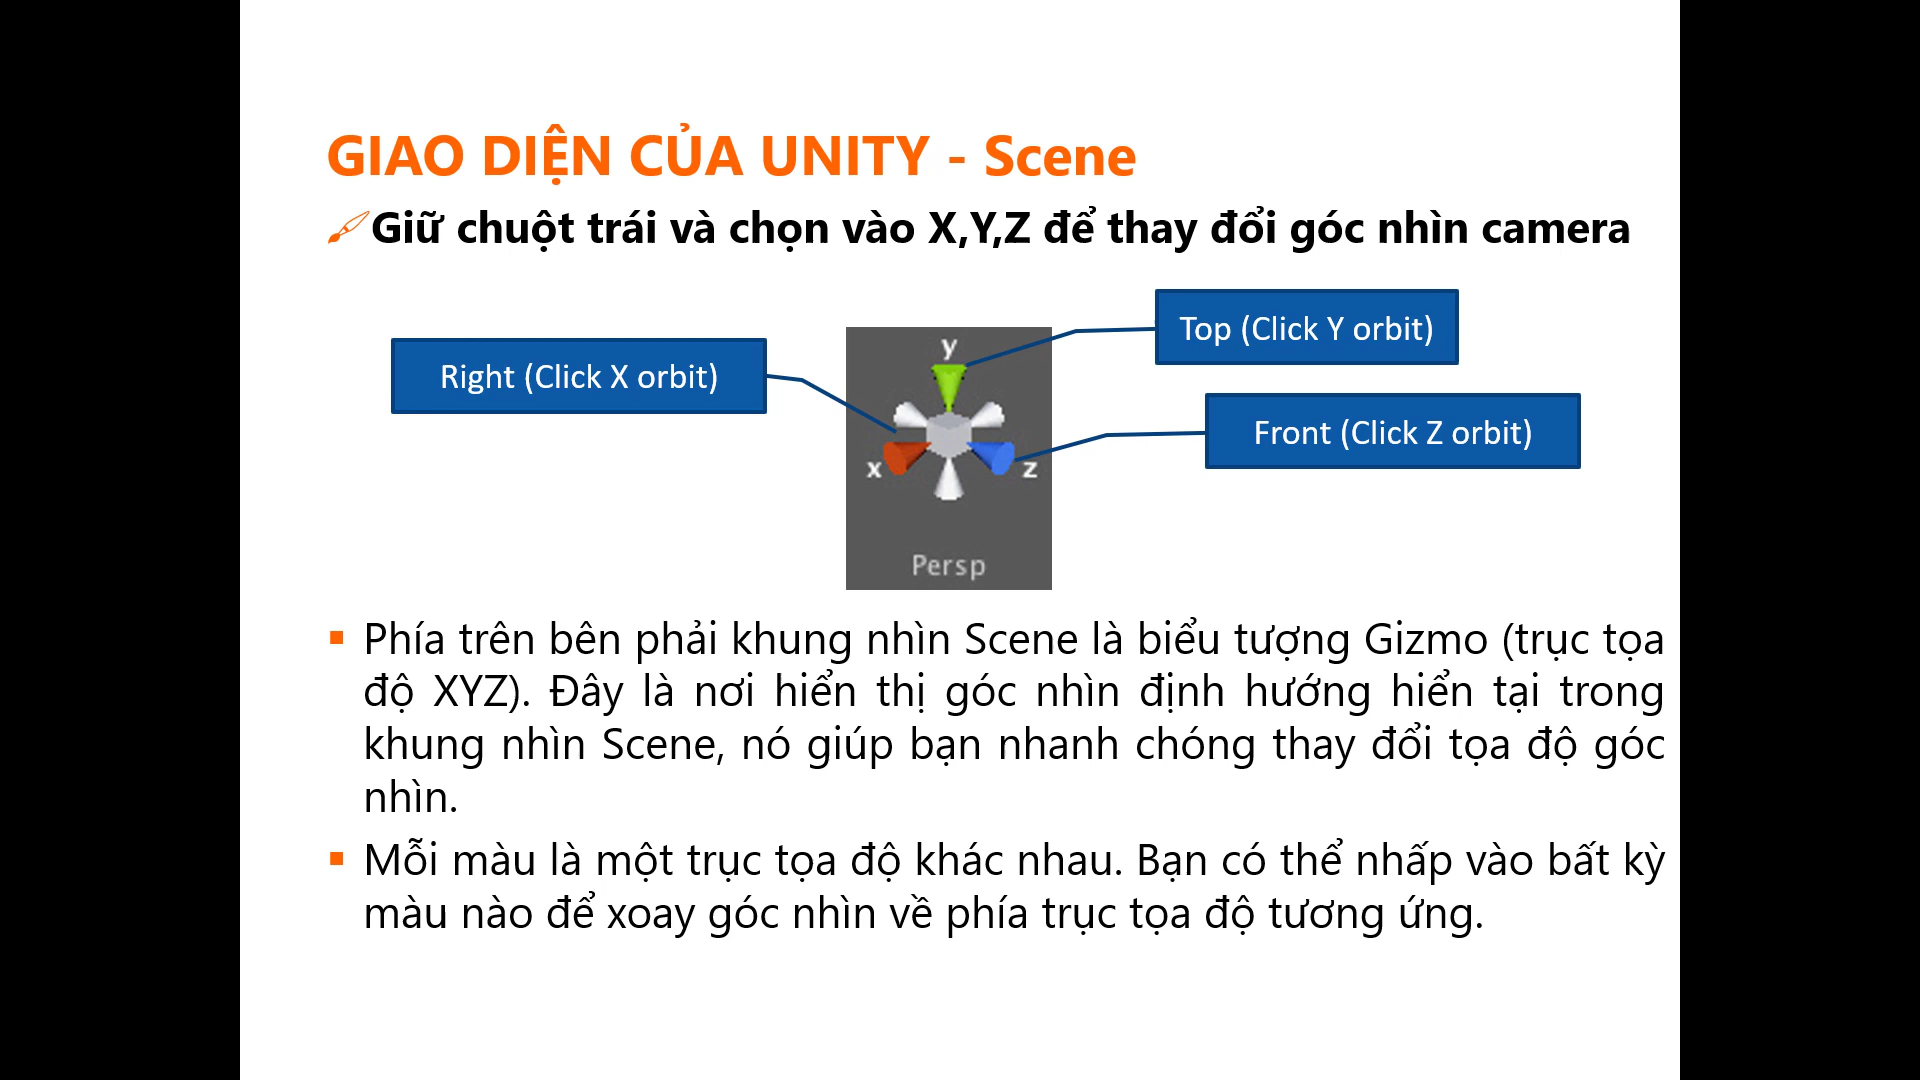 GIAO DIỆN CỦA UNITY - Scene
Giữ chuột trái và chọn vào X,Y,Z để thay đổi góc nhìn camera
Top (Click Y orbit)
Right (Click X orbit)
y
Front (Click Z orbit)
x
z
Persp
Phía trên bên phải khung nhìn Scene là biểu tượng Gizmo (trục tọa
độ XYZ). Đây là nơi hiển thị góc nhìn định hướng hiển tại trong
khung nhìn Scene, nó giúp bạn nhanh chóng thay đổi tọa độ góc
nhìn.
Mỗi màu là một trục tọa độ khác nhau. Bạn có thể nhấp vào bất kỳ
màu nào để xoay góc nhìn về phía trục tọa độ tương ứng.